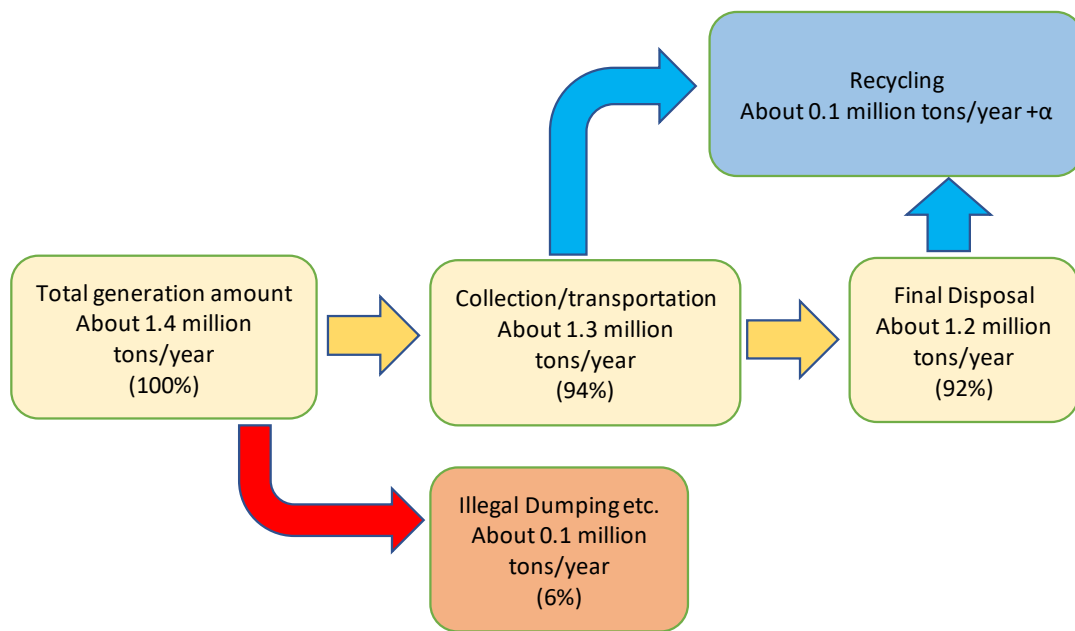 Recycling
About 0.1 million tons/year +α
Total generation amount
About 1.4 million
tons/year
(100%)
Collection/transportation
About 1.3 million
tons/year
(94%)
Final Disposal
About 1.2 million
tons/year
(92%)
Illegal Dumping etc.
About 0.1 million
tons/year
(6%)